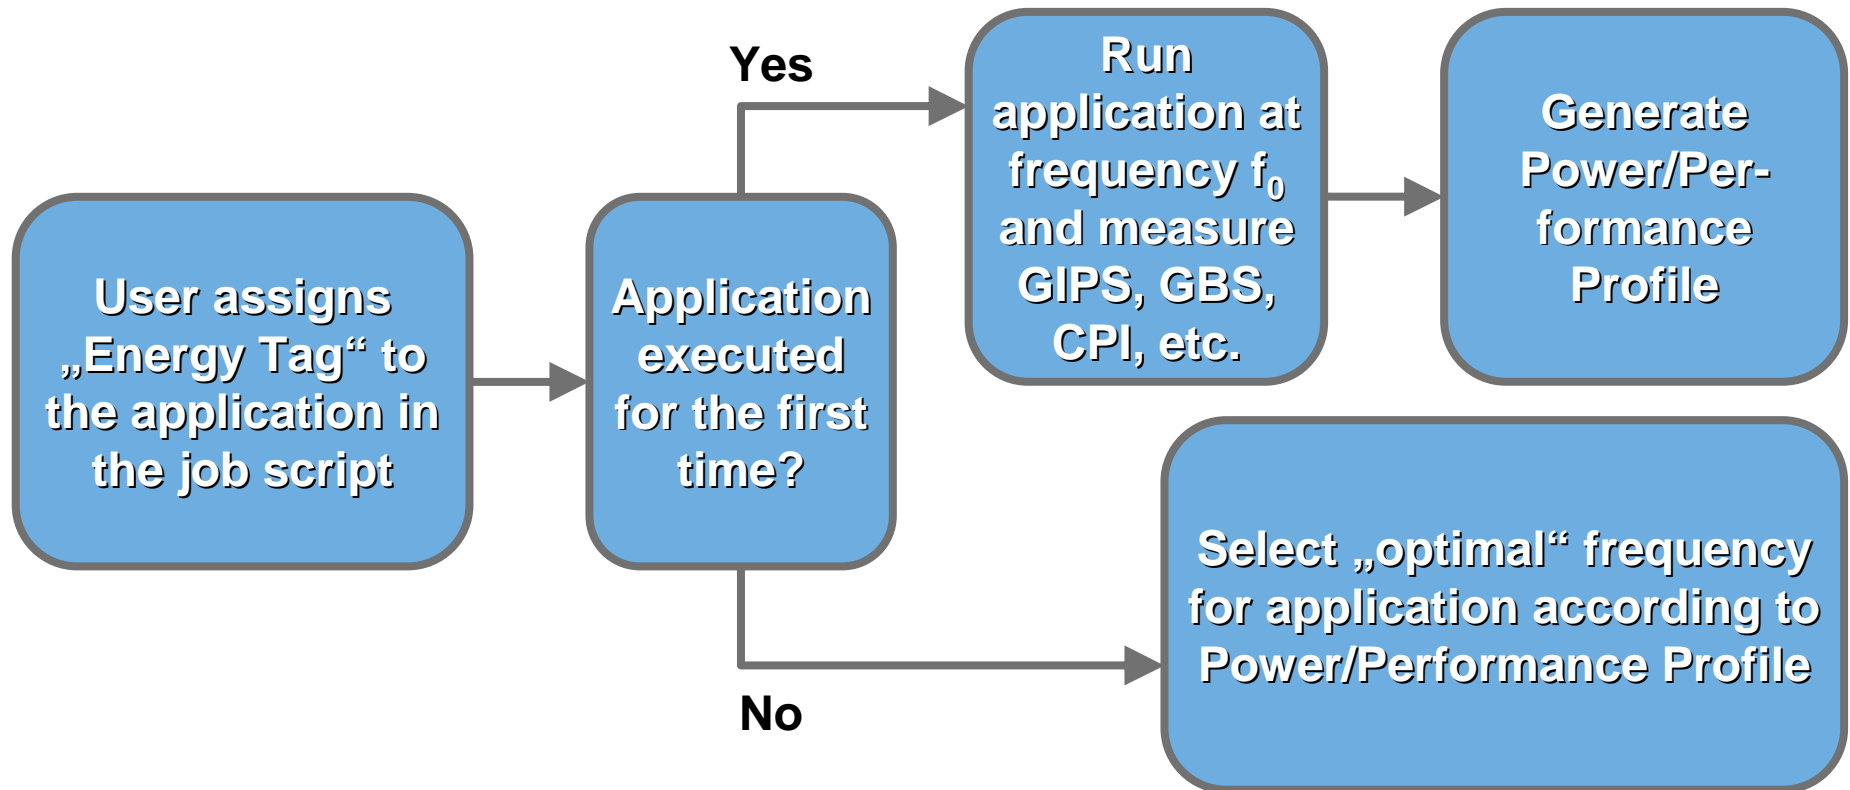 User assigns
„Energy Tag“ to
the application in
the job script
Application
executed
for the first
time?
Yes
Run
application at
frequency f₀
and measure
GIPS, GBS,
CPI, etc.
Generate
Power/Per-
formance
Profile
No
Select „optimal“ frequency
for application according to
Power/Performance Profile